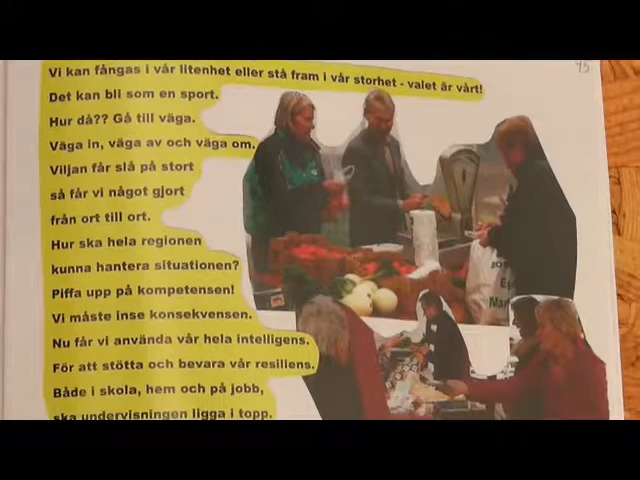 75
Vi kan fångas i vår litenhet eller stå fram i vår storhet - valet är vårt!
Det kan bli som en sport.
Hur då?? Gå till väga.
Väga in, väga av och väga om.
Viljan får slå på stort
så får vi något gjort
från ort till ort.
Hur ska hela regionen
kunna hantera situationen?
Piffa upp på kompetensen!
Vi måste inse konsekvensen.
Nu får vi använda vår hela intelligens.
För att stötta och bevara vår resiliens.
Både i skola, hem och på jobb,
ska undervisningen ligga i topp.